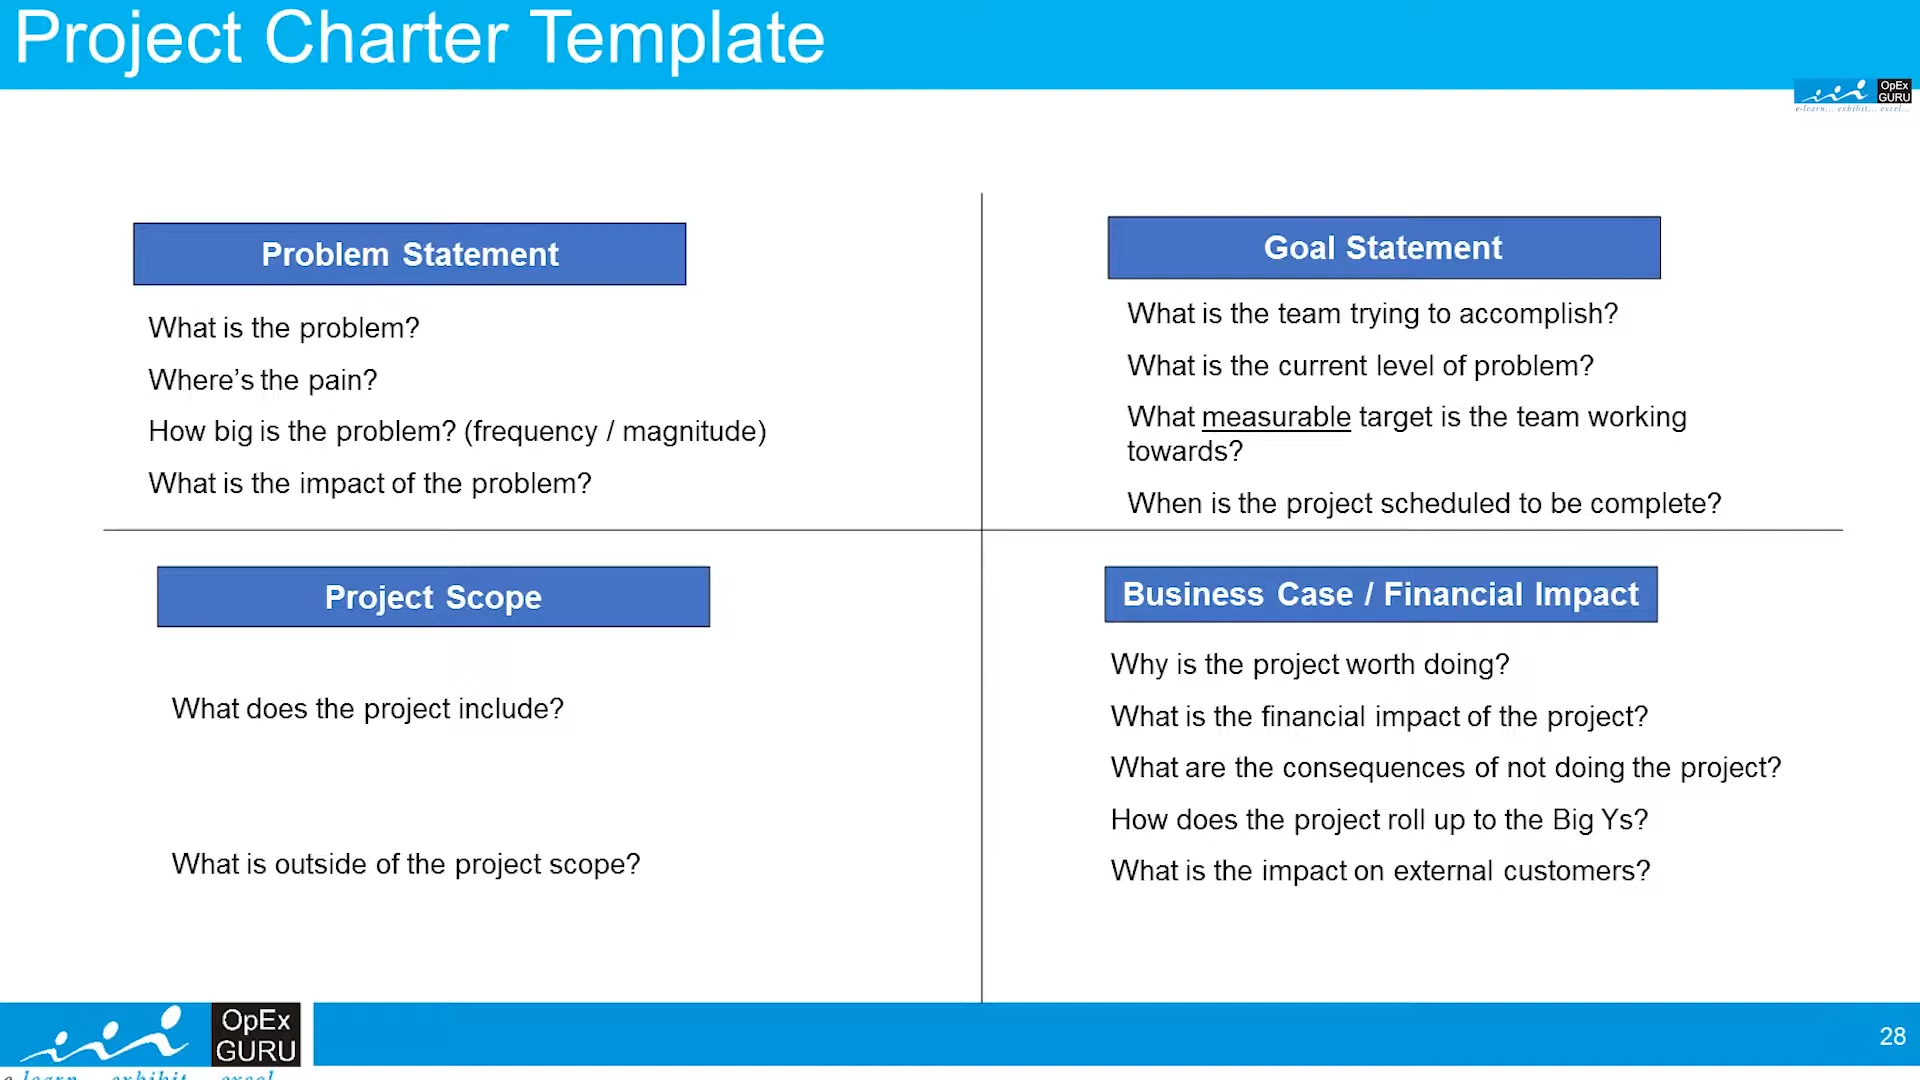 Project Charter Template
OpEx
GURU
e-learn... exhibit... excel...
Problem Statement
What is the problem?
Where’s the pain?
How big is the problem? (frequency / magnitude)
What is the impact of the problem?
Goal Statement
What is the team trying to accomplish?
What is the current level of problem?
What measurable target is the team working
towards?
When is the project scheduled to be complete?
Project Scope
What does the project include?
What is outside of the project scope?
Business Case / Financial Impact
Why is the project worth doing?
What is the financial impact of the project?
What are the consequences of not doing the project?
How does the project roll up to the Big Ys?
What is the impact on external customers?
OpEx
GURU
e-learn... exhibit... excel...
28